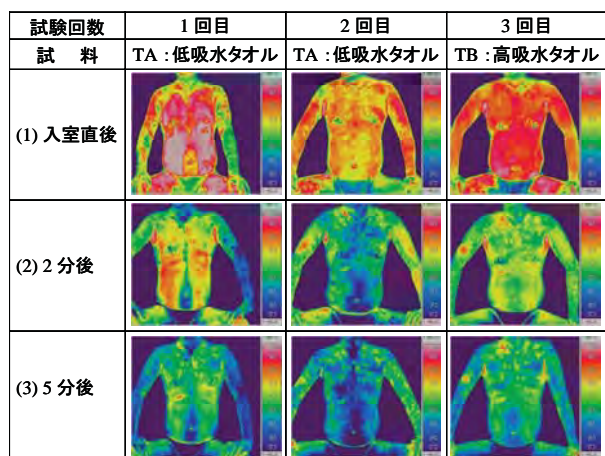 試験回数 1回目 2回目 3回目
試 料 TA:低吸水タオル TA:低吸水タオル TB:高吸水タオル
(1) 入室直後
(2) 2分後
(3) 5分後